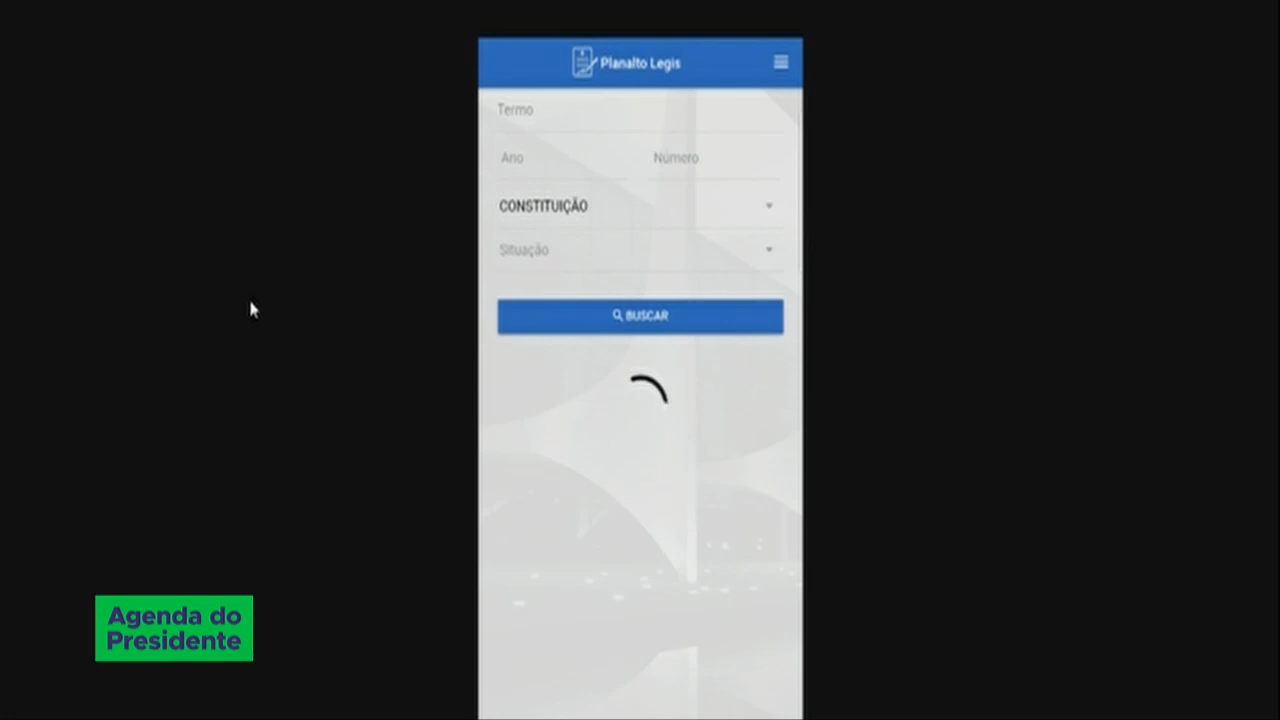 Planalto Legis
Termo
Ano
Número
CONSTITUIÇÃO
Situação
BUSCAR
Agenda do
Presidente